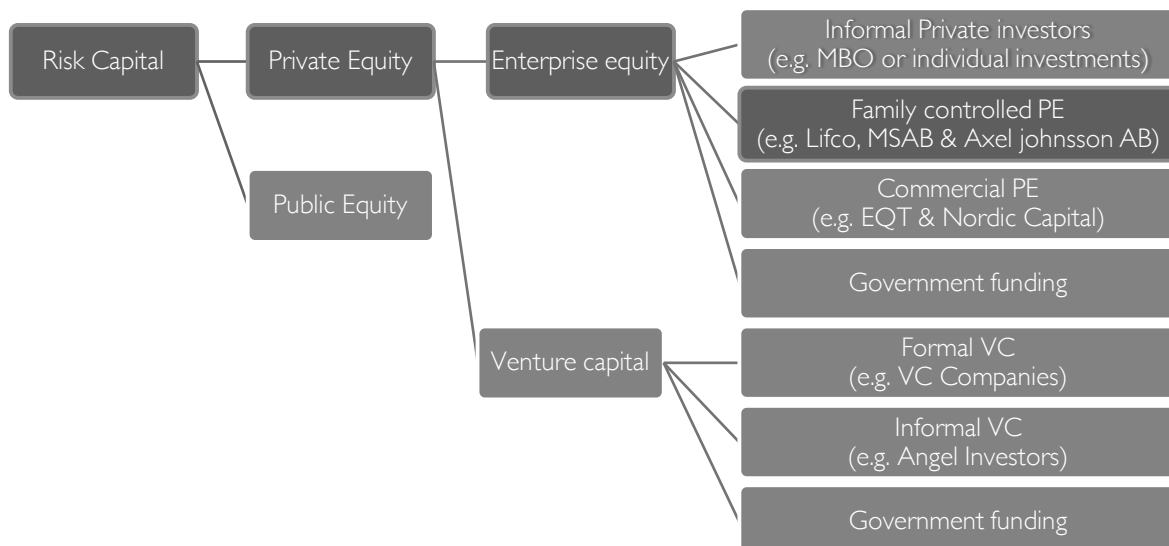 Risk Capital
Private Equity
Enterprise equity
Informal Private investors
(e.g. MBO or individual investments)
Family controlled PE
(e.g. Lifco, MSAB & Axel johnsson AB)
Commercial PE
(e.g. EQT & Nordic Capital)
Government funding
Public Equity
Venture capital
Formal VC
(e.g. VC Companies)
Informal VC
(e.g. Angel Investors)
Government funding